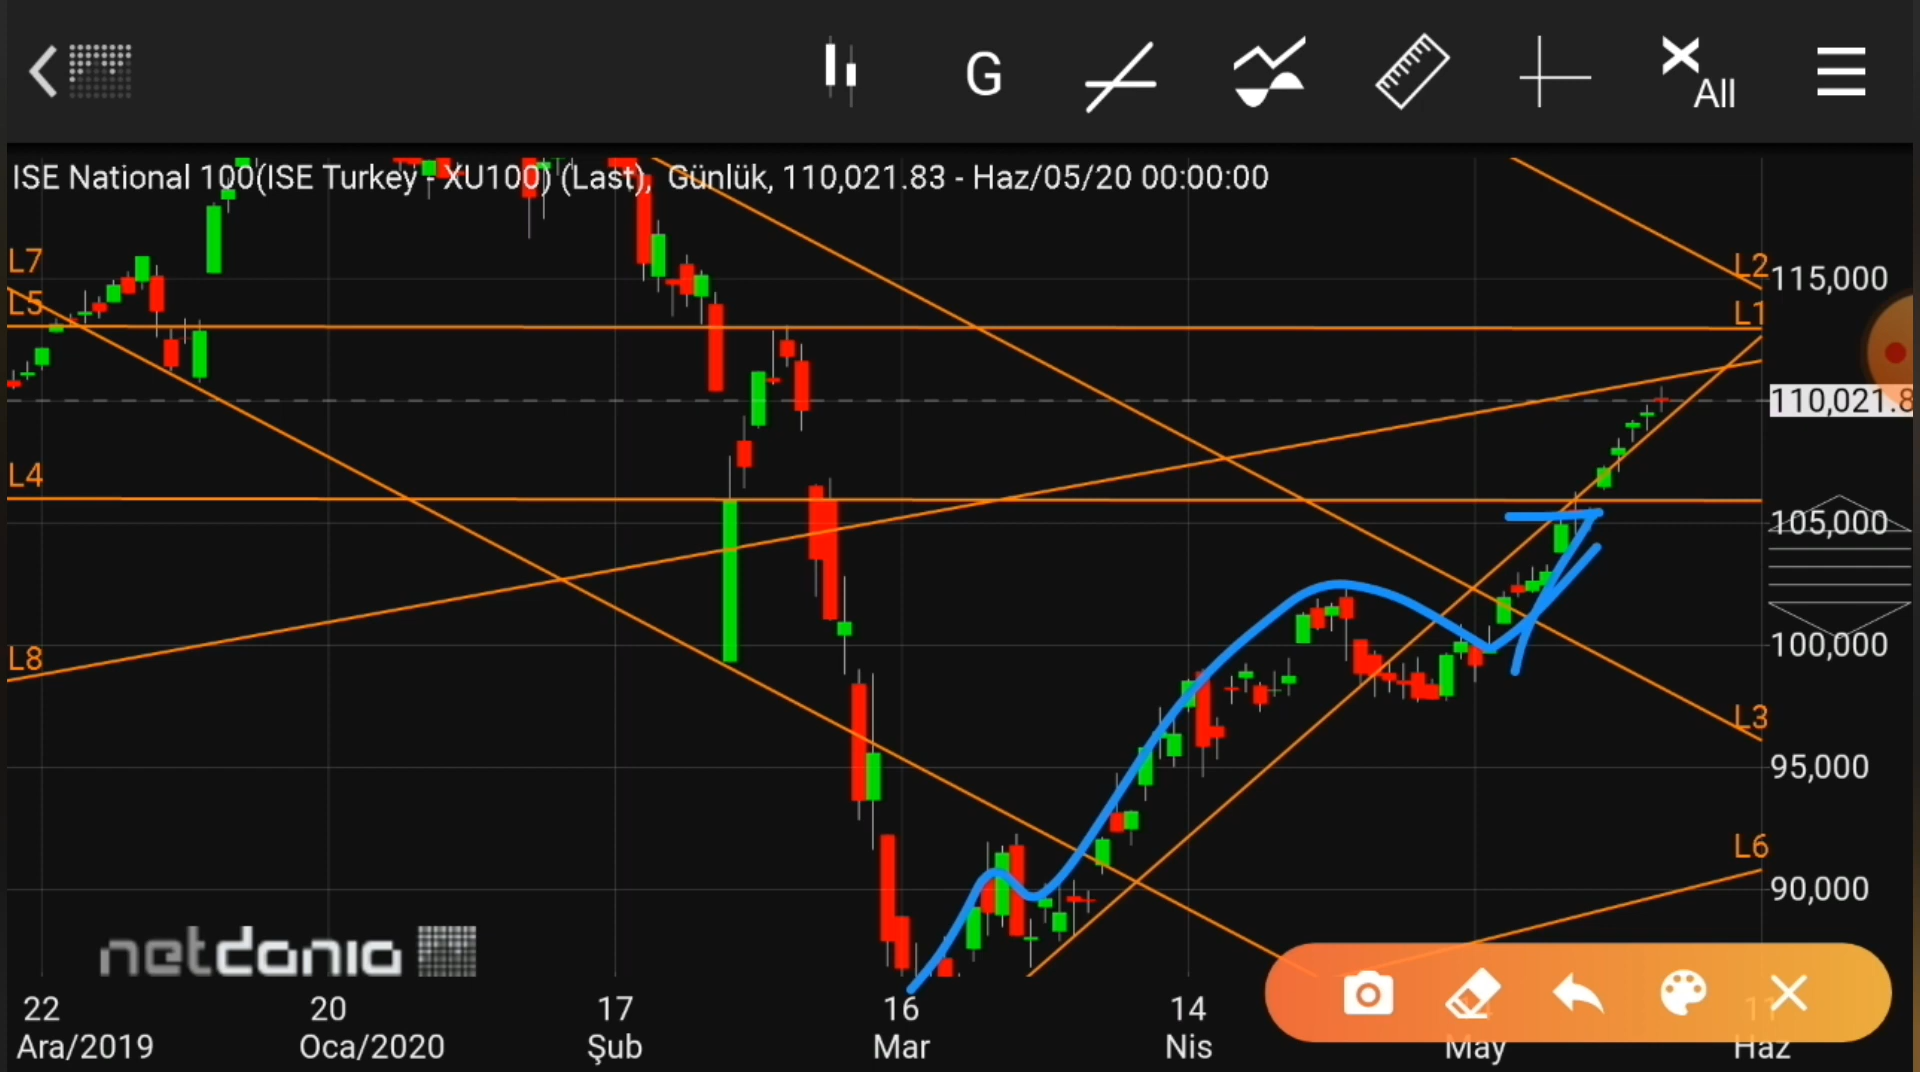 G
All
ISE National 100(ISE Turkey - XU100) (Last), Günlük, 110,021.83 - Haz/05/20 00:00:00
L7
L2
115,000
L5
L1
110,021.8
L4
105,000
L8
100,000
L3
95,000
L6
90,000
netdania
22 20 17 16 14 11
Ara/2019 Oca/2020 Şub Mar Nis May Haz